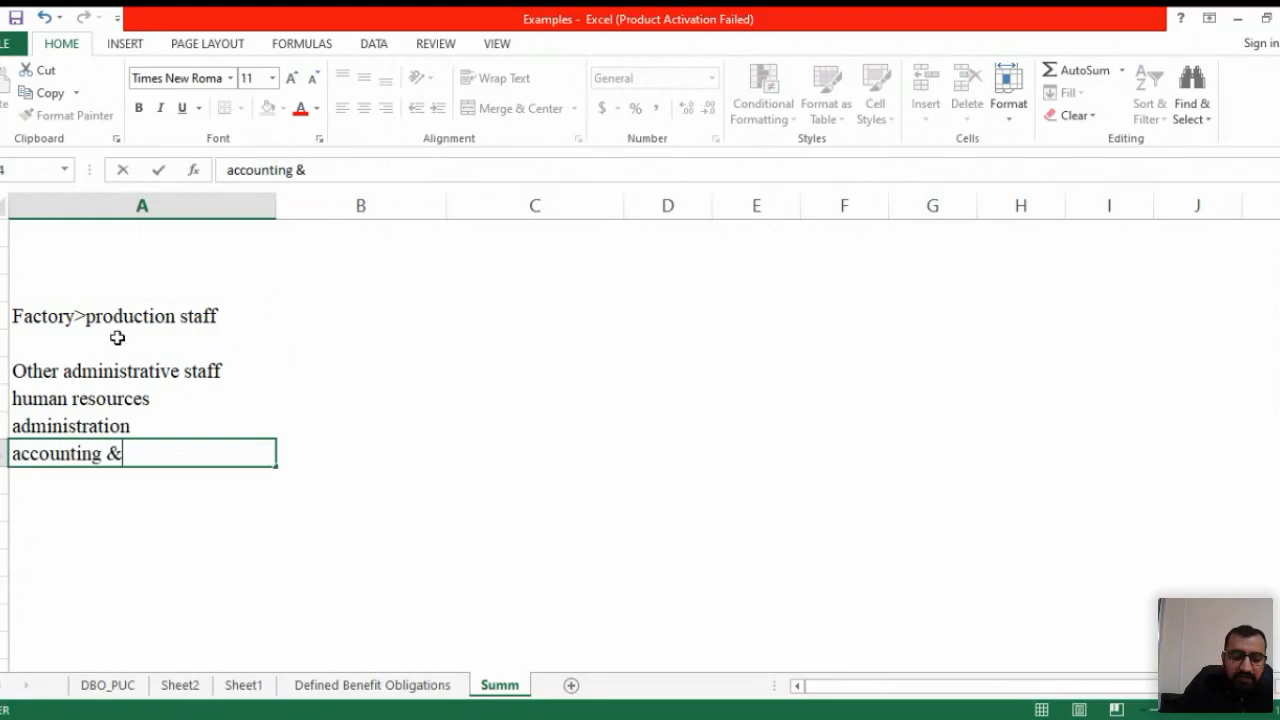 Examples - Excel (Product Activation Failed)
HOME INSERT PAGE LAYOUT FORMULAS DATA REVIEW VIEW Sign in
Cut
Copy
Format Painter
Clipboard
Times New Roma 11
B I U
Font
Wrap Text
Merge & Center
Alignment
General
$ % ,
Number
Conditional Formatting
Format as Table
Cell Styles
Styles
Insert Delete Format
Cells
AutoSum
Fill
Clear
Sort & Filter
Find & Select
Editing
4 fx accounting &
A B C D E F G H I J
Factory>production staff
Other administrative staff
human resources
administration
accounting &
DBO_PUC Sheet2 Sheet1 Defined Benefit Obligations Summ